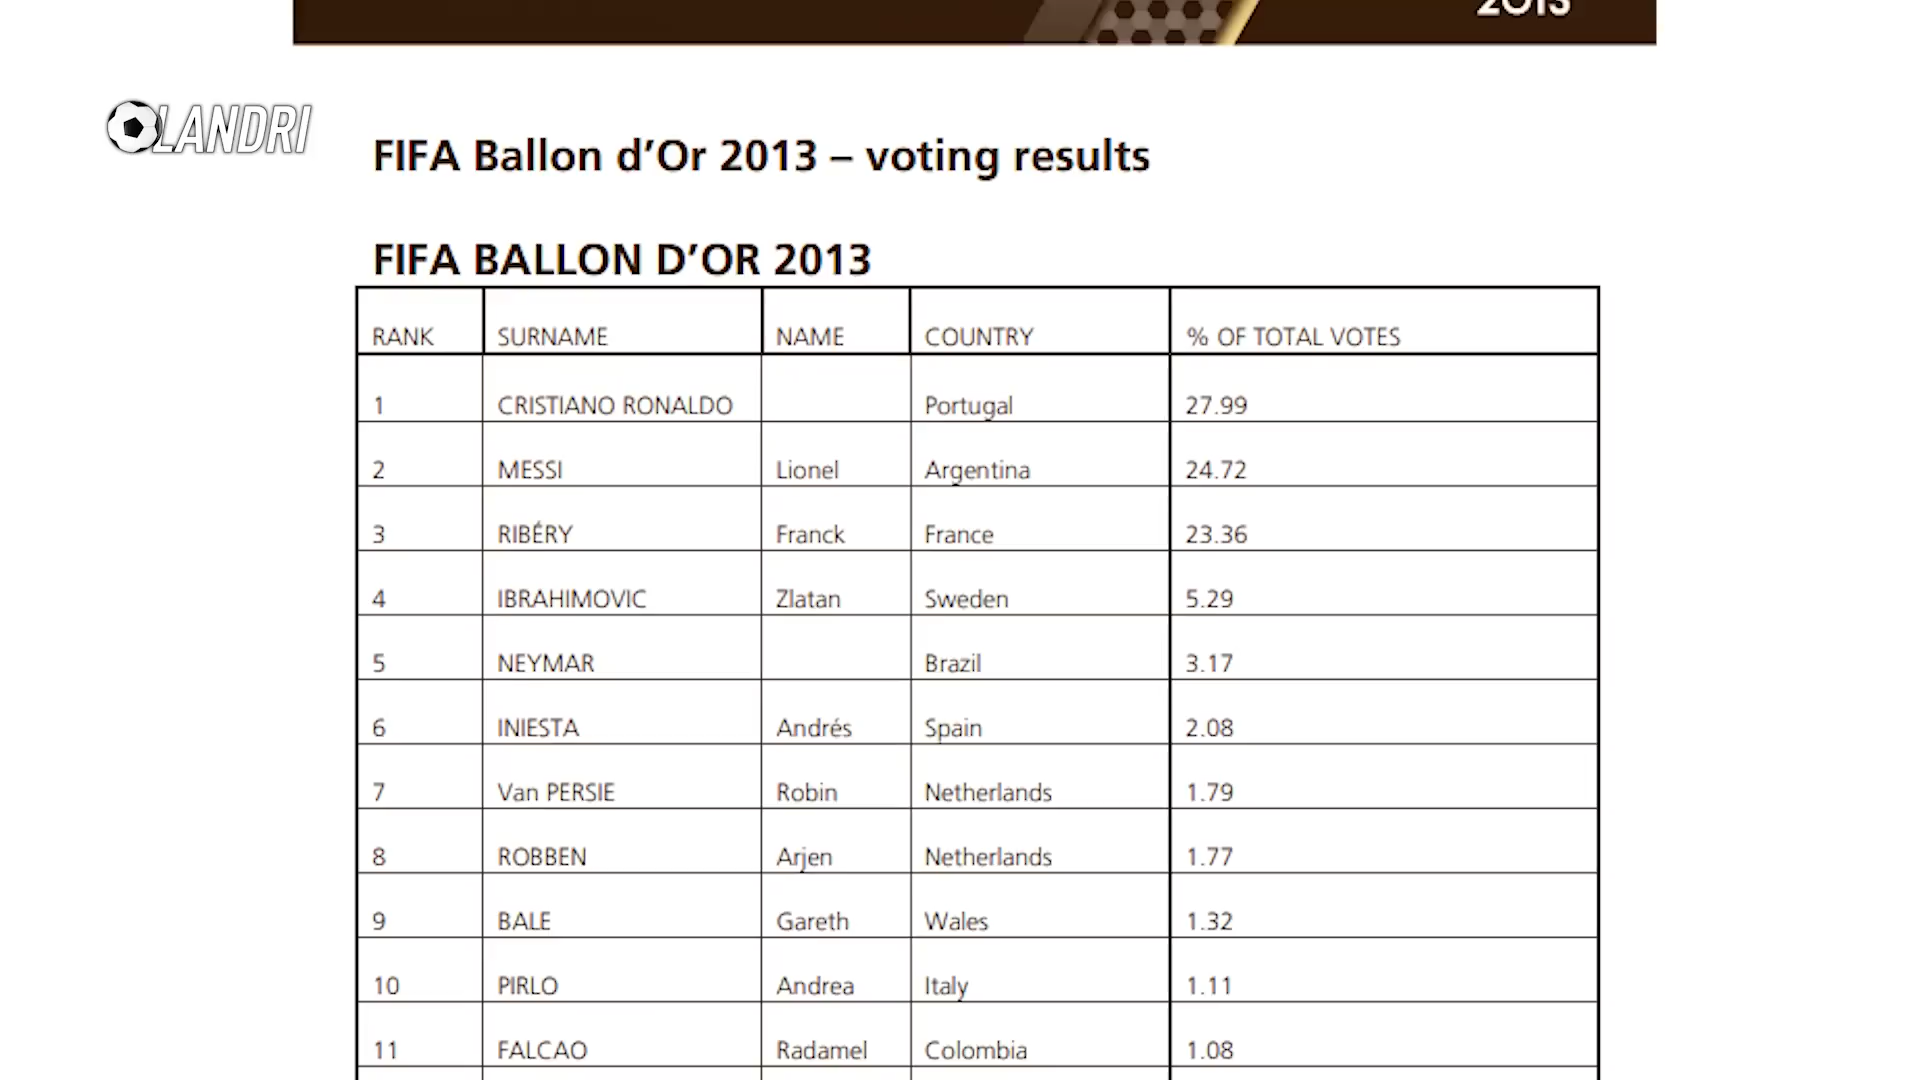 2013
LANDRI
FIFA Ballon d’Or 2013 – voting results
FIFA BALLON D’OR 2013
RANK SURNAME NAME COUNTRY % OF TOTAL VOTES
1 CRISTIANO RONALDO Portugal 27.99
2 MESSI Lionel Argentina 24.72
3 RIBÉRY Franck France 23.36
4 IBRAHIMOVIC Zlatan Sweden 5.29
5 NEYMAR Brazil 3.17
6 INIESTA Andrés Spain 2.08
7 Van PERSIE Robin Netherlands 1.79
8 ROBBEN Arjen Netherlands 1.77
9 BALE Gareth Wales 1.32
10 PIRLO Andrea Italy 1.11
11 FALCAO Radamel Colombia 1.08